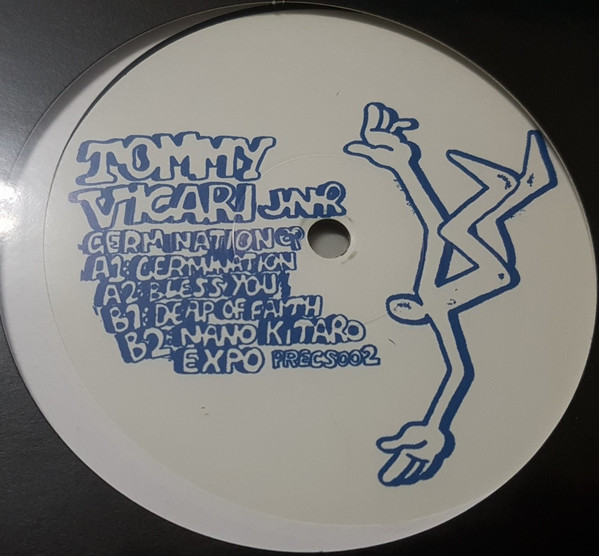 TOMMY
VICARI JNR
GERMINATION EP
A1: GERMINATION
A2: BLESS YOU
B1: DEAP OF FAITH
B2: NANO KITARO
EXPO PRECS002